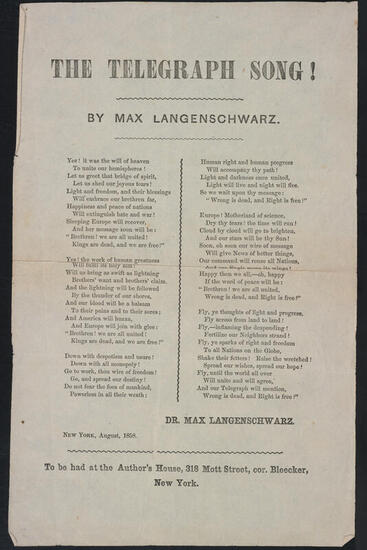 THE TELEGRAPH SONG!
BY MAX LANGENSCHWARZ.
Yes! it was the will of heaven
To unite our hemispheres!
Let us greet that bridge of spirit,
Let us shed our joyous tears!
Light and freedom, and their blessings
Will embrace our brethren far,
Happiness and peace of nations
Will extinguish hate and war!
Sleeping Europe will recover,
And her message soon will be:
"Brethren! we are all united!
Kings are dead, and we are free!"
Yes! the work of human greatness
Will fulfil its holy aim!
Will us bring as swift as lightning
Brothers' want and brothers' claim.
And the lightning will be followed
By the thunder of our shores,
And our blood will be a balsam
To their pains and to their sores;
And America will huzza,
And Europe will join with glee:
"Brethren! we are all united!
Kings are dead, and we are free!"
Down with despotism and usure!
Down with all monopoly!
Go to work, thou wire of freedom!
Go, and spread our destiny!
Do not fear the foes of mankind,
Powerless in all their wrath;
Human right and human progress
Will accompany thy path!
Light and darkness once united,
Light will live and night will flee.
So we wait upon thy message:
"Wrong is dead, and Right is free!"
Europe! Motherland of science,
Dry thy tears: the time will run!
Cloud by cloud will go to brighten,
And our stars will be thy Sun!
Soon, oh soon our wire of message
Will give News of better things,
Our command will rouse all Nations,
And our Eagle swing its wings!
Happy then we all,—oh, happy
If the word of peace will be:
"Brethren! we are all united,
Wrong is dead, and Right is free!"
Fly, ye thoughts of light and progress,
Fly across from land to land!
Fly,—inflaming the desponding!
Fertilize our Neighbors strand!
Fly, ye sparks of right and freedom
To all Nations on the Globe,
Shake their fetters! Raise the wretched!
Spread our wishes, spread our hope!
Fly, until the world all over
Will unite and will agree,
And our Telegraph will mention,
"Wrong is dead, and Right is free!"
DR. MAX LANGENSCHWARZ.
NEW YORK, August, 1858.
To be had at the Author's House, 318 Mott Street, cor. Bleecker,
New York.